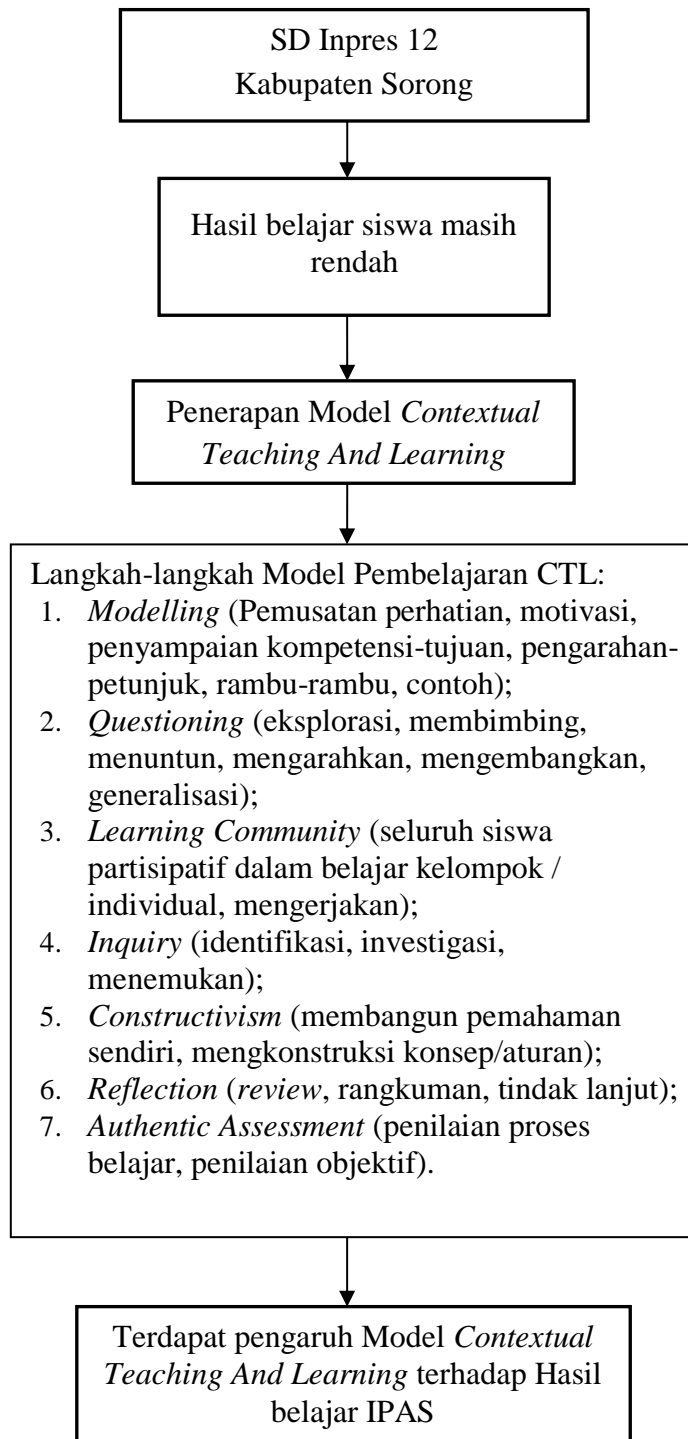 SD Inpres 12
Kabupaten Sorong
Hasil belajar siswa masih
rendah
Penerapan Model Contextual
Teaching And Learning
Langkah-langkah Model Pembelajaran CTL:
1. Modelling (Pemusatan perhatian, motivasi,
penyampaian kompetensi-tujuan, pengarahan-
petunjuk, rambu-rambu, contoh);
2. Questioning (eksplorasi, membimbing,
menuntun, mengarahkan, mengembangkan,
generalisasi);
3. Learning Community (seluruh siswa
partisipatif dalam belajar kelompok /
individual, mengerjakan);
4. Inquiry (identifikasi, investigasi,
menemukan);
5. Constructivism (membangun pemahaman
sendiri, mengkonstruksi konsep/aturan);
6. Reflection (review, rangkuman, tindak lanjut);
7. Authentic Assessment (penilaian proses
belajar, penilaian objektif).
Terdapat pengaruh Model Contextual
Teaching And Learning terhadap Hasil
belajar IPAS